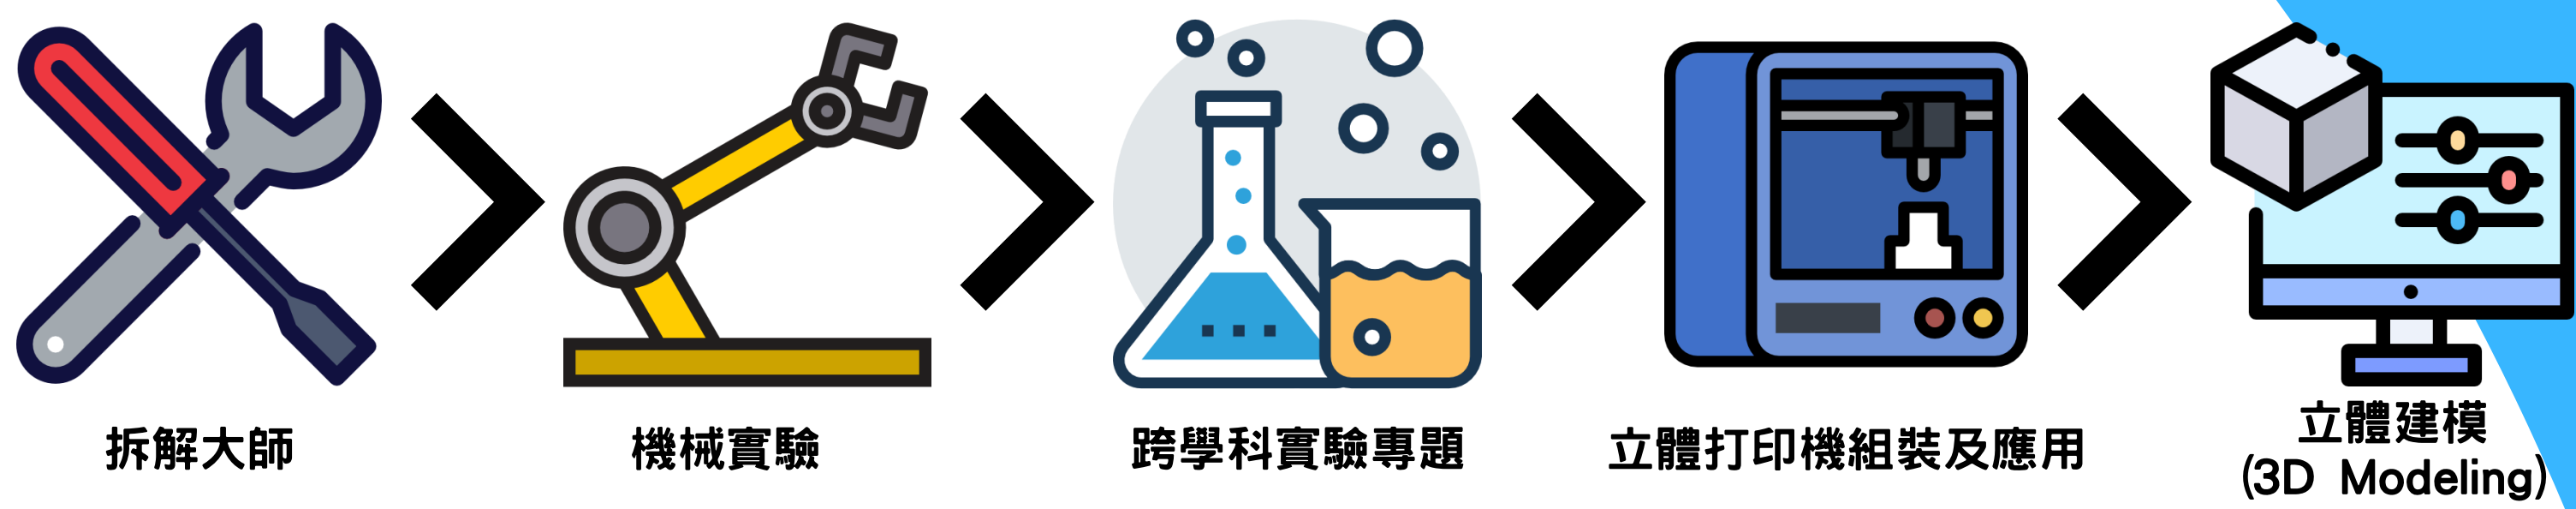 拆解大師
機械實驗
跨學科實驗專題
立體打印機組裝及應用
立體建模
(3D Modeling)